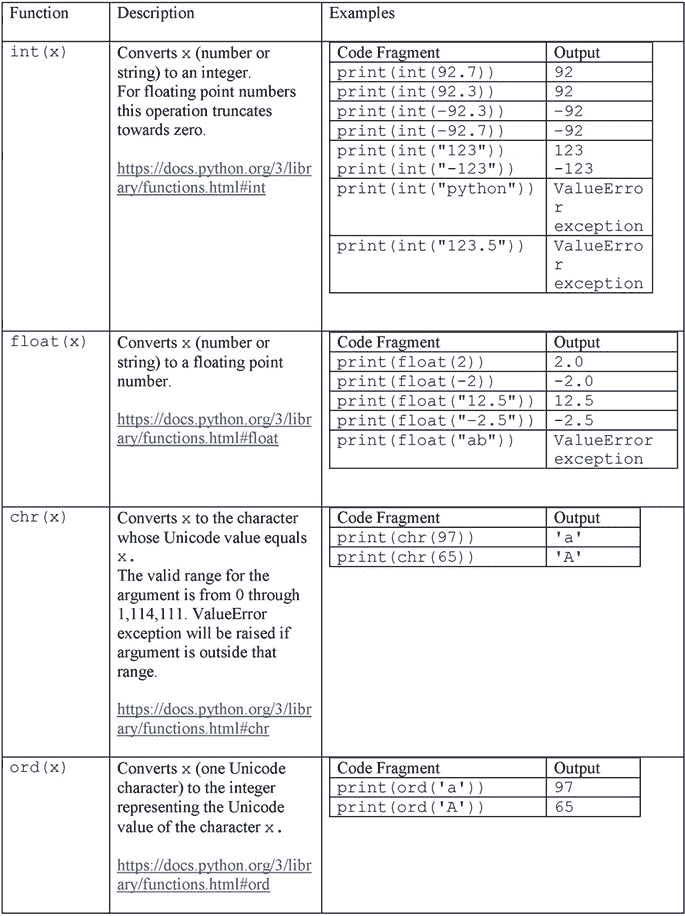 Function Description Examples
int(x)
Converts x (number or
string) to an integer.
For floating point numbers
this operation truncates
towards zero.
https://docs.python.org/3/libr
ary/functions.html#int
Code Fragment Output
print(int(92.7)) 92
print(int(92.3)) 92
print(int(−92.3)) −92
print(int(−92.7)) −92
print(int("123")) 123
print(int("-123")) -123
print(int("python")) ValueErro
r
exception
print(int("123.5")) ValueErro
r
exception
float(x)
Converts x (number or
string) to a floating point
number.
https://docs.python.org/3/libr
ary/functions.html#float
Code Fragment Output
print(float(2)) 2.0
print(float(-2)) -2.0
print(float("12.5")) 12.5
print(float("−2.5")) -2.5
print(float("ab")) ValueError
exception
chr(x)
Converts x to the character
whose Unicode value equals
x.
The valid range for the
argument is from 0 through
1,114,111. ValueError
exception will be raised if
argument is outside that
range.
https://docs.python.org/3/libr
ary/functions.html#chr
Code Fragment Output
print(chr(97)) 'a'
print(chr(65)) 'A'
ord(x)
Converts x (one Unicode
character) to the integer
representing the Unicode
value of the character x.
https://docs.python.org/3/libr
ary/functions.html#ord
Code Fragment Output
print(ord('a')) 97
print(ord('A')) 65